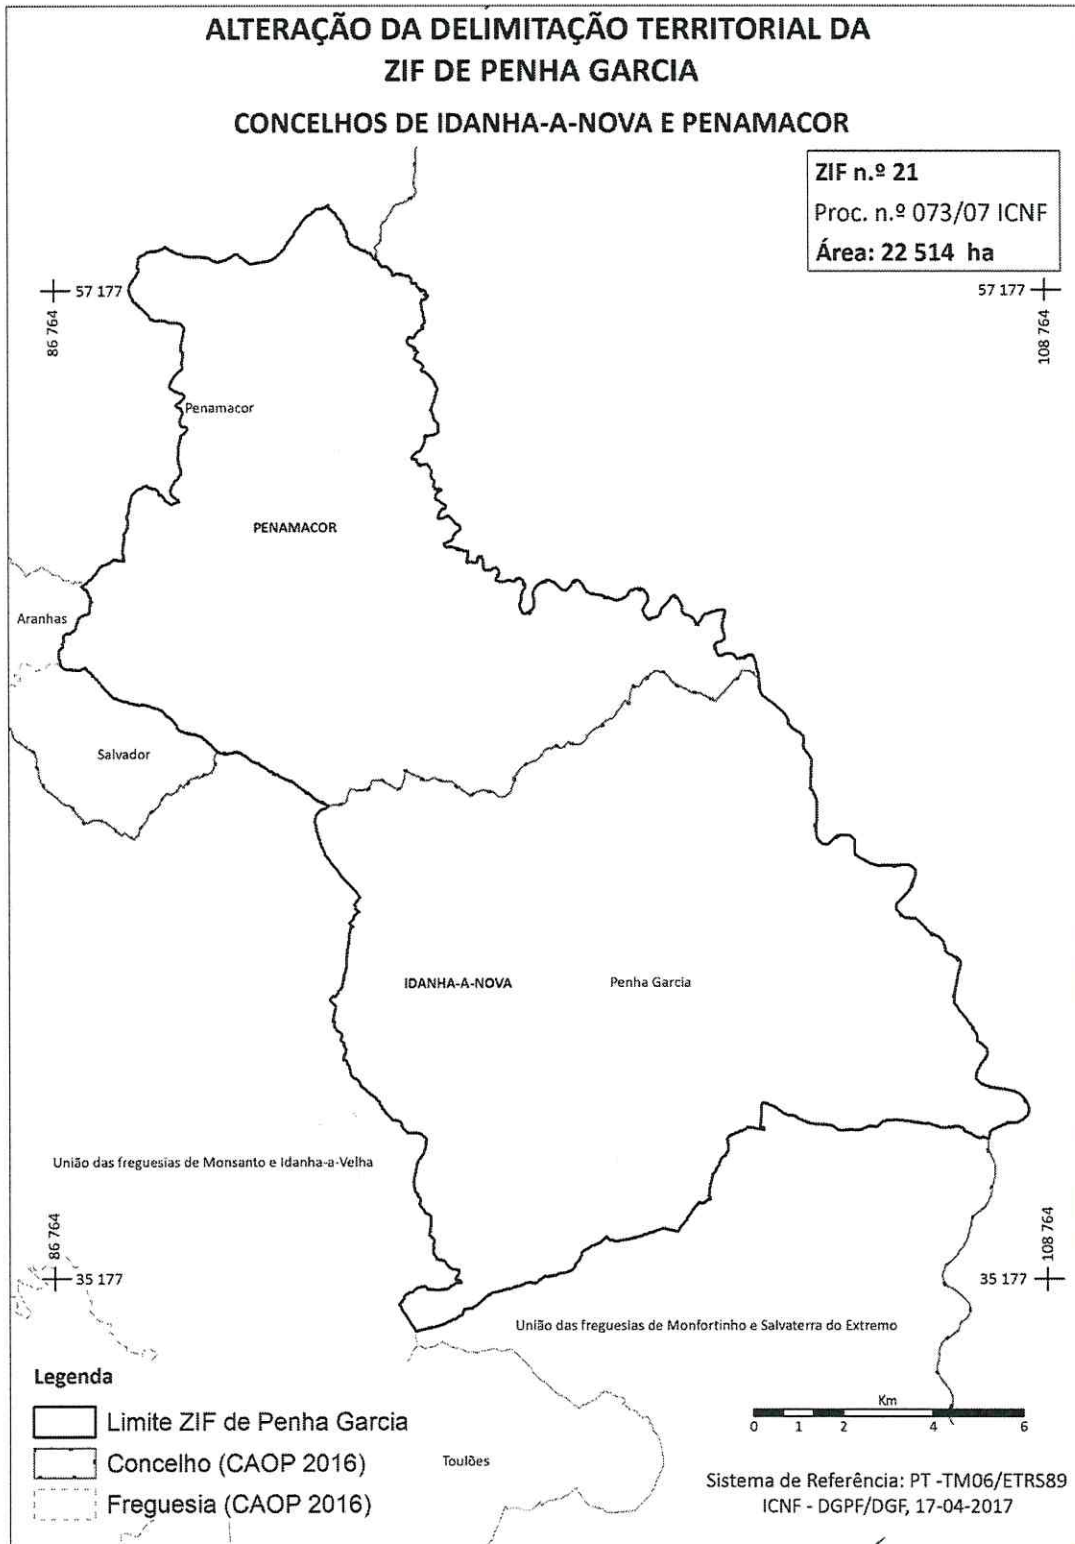 ALTERAÇÃO DA DELIMITAÇÃO TERRITORIAL DA
ZIF DE PENHA GARCIA
CONCELHOS DE IDANHA-A-NOVA E PENAMACOR
ZIF n.º 21
Proc. n.º 073/07 ICNF
Área: 22 514 ha
57 177
86 764
57 177
108 764
Penamacor
PENAMACOR
Aranhas
Salvador
IDANHA-A-NOVA
Penha Garcia
União das freguesias de Monsanto e Idanha-a-Velha
86 764
35 177
108 764
35 177
União das freguesias de Monfortinho e Salvaterra do Extremo
Legenda
Limite ZIF de Penha Garcia
Concelho (CAOP 2016)
Freguesia (CAOP 2016)
Toulões
Km
0 1 2 4 6
Sistema de Referência: PT -TM06/ETRS89
ICNF - DGPF/DGF, 17-04-2017